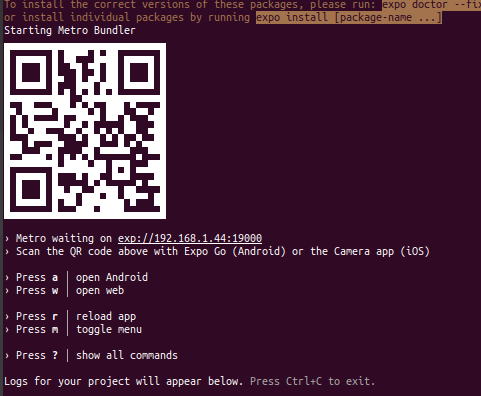 To install the correct versions of these packages, please run: expo doctor --fix
or install individual packages by running expo install [package-name ...]
Starting Metro Bundler
› Metro waiting on exp://192.168.1.44:19000
› Scan the QR code above with Expo Go (Android) or the Camera app (iOS)
› Press a │ open Android
› Press w │ open web
› Press r │ reload app
› Press m │ toggle menu
› Press ? │ show all commands
Logs for your project will appear below. Press Ctrl+C to exit.